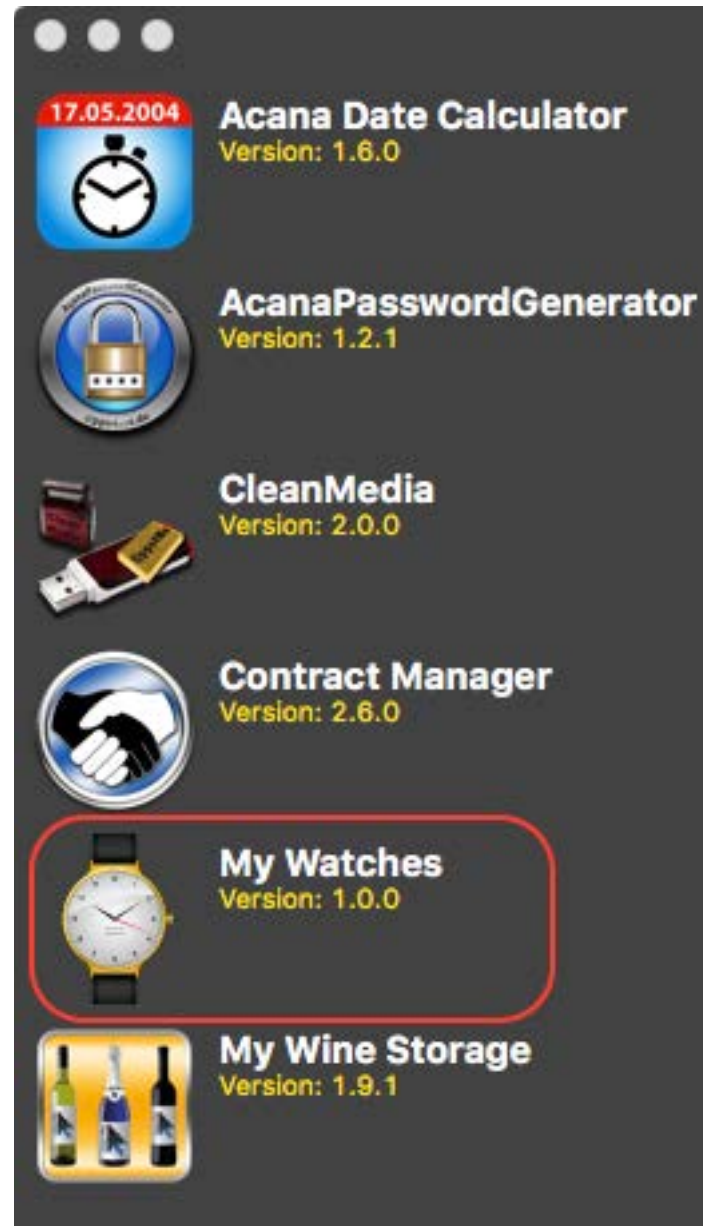 17.05.2004
Acana Date Calculator
Version: 1.6.0
AcanaPasswordGenerator
AcanaPasswordGenerator
Version: 1.2.1
CleanMedia
Version: 2.0.0
Contract Manager
Version: 2.6.0
My Watches
Version: 1.0.0
My Wine Storage
Version: 1.9.1